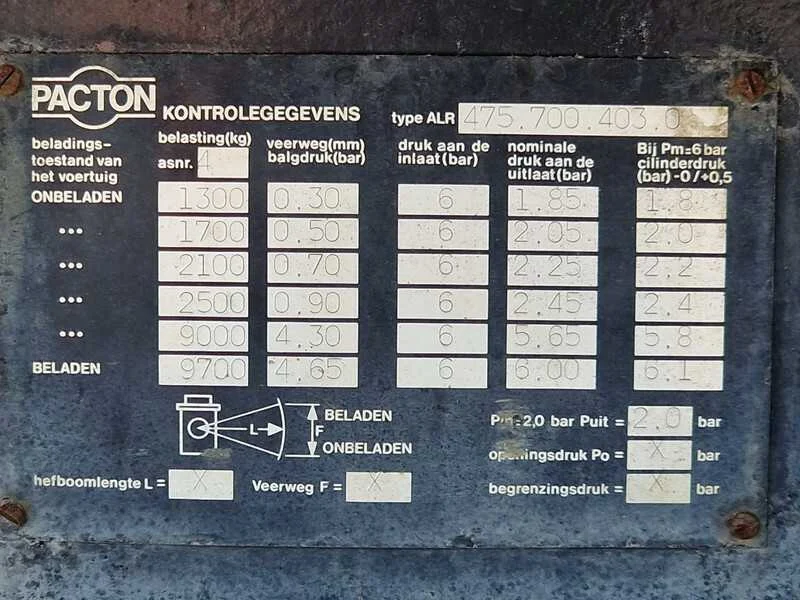 PACTON KONTROLEGEGEVENS type ALR 475.700.403.0
beladings-
toestand van
het voertuig
belasting(kg)
asnr. 4
veerweg(mm)
balgdruk(bar)
druk aan de
inlaat(bar)
nominale
druk aan de
uitlaat(bar)
Bij Pm=6 bar
cilinderdruk
(bar) -0/+0,5
ONBELADEN 1300 0.30 6 1.85 1.8
... 1700 0.50 6 2.05 2.0
... 2100 0.70 6 2.25 2.2
... 2500 0.90 6 2.45 2.4
... 9000 4.30 6 5.65 5.8
BELADEN 9700 4.65 6 6.00 6.1
L F
BELADEN
ONBELADEN
Pm=2,0 bar Puit = 2.0 bar
openingsdruk Po = X bar
hefboomlengte L = X Veerweg F = X begrenzingsdruk = X bar